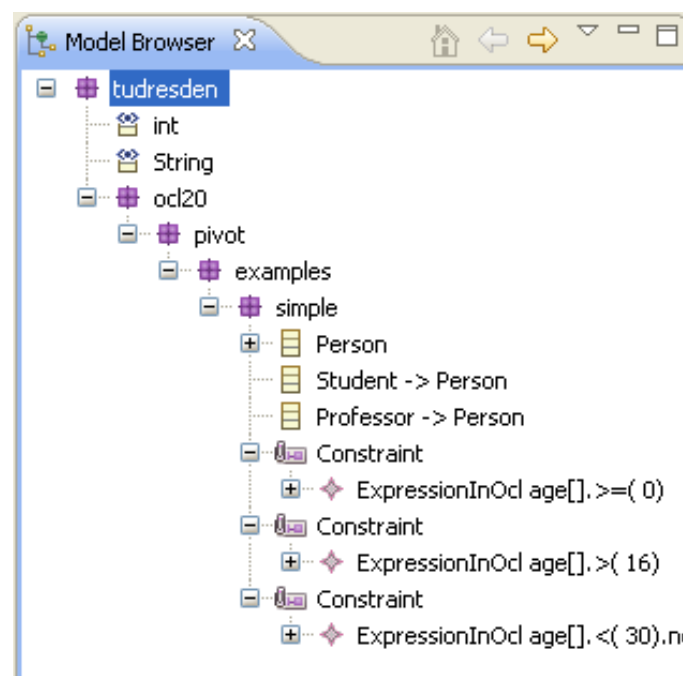 Model Browser
tudresden
int
String
ocl20
pivot
examples
simple
Person
Student -> Person
Professor -> Person
Constraint
ExpressionInOcl age[].>=( 0)
Constraint
ExpressionInOcl age[].>( 16)
Constraint
ExpressionInOcl age[].<( 30).n